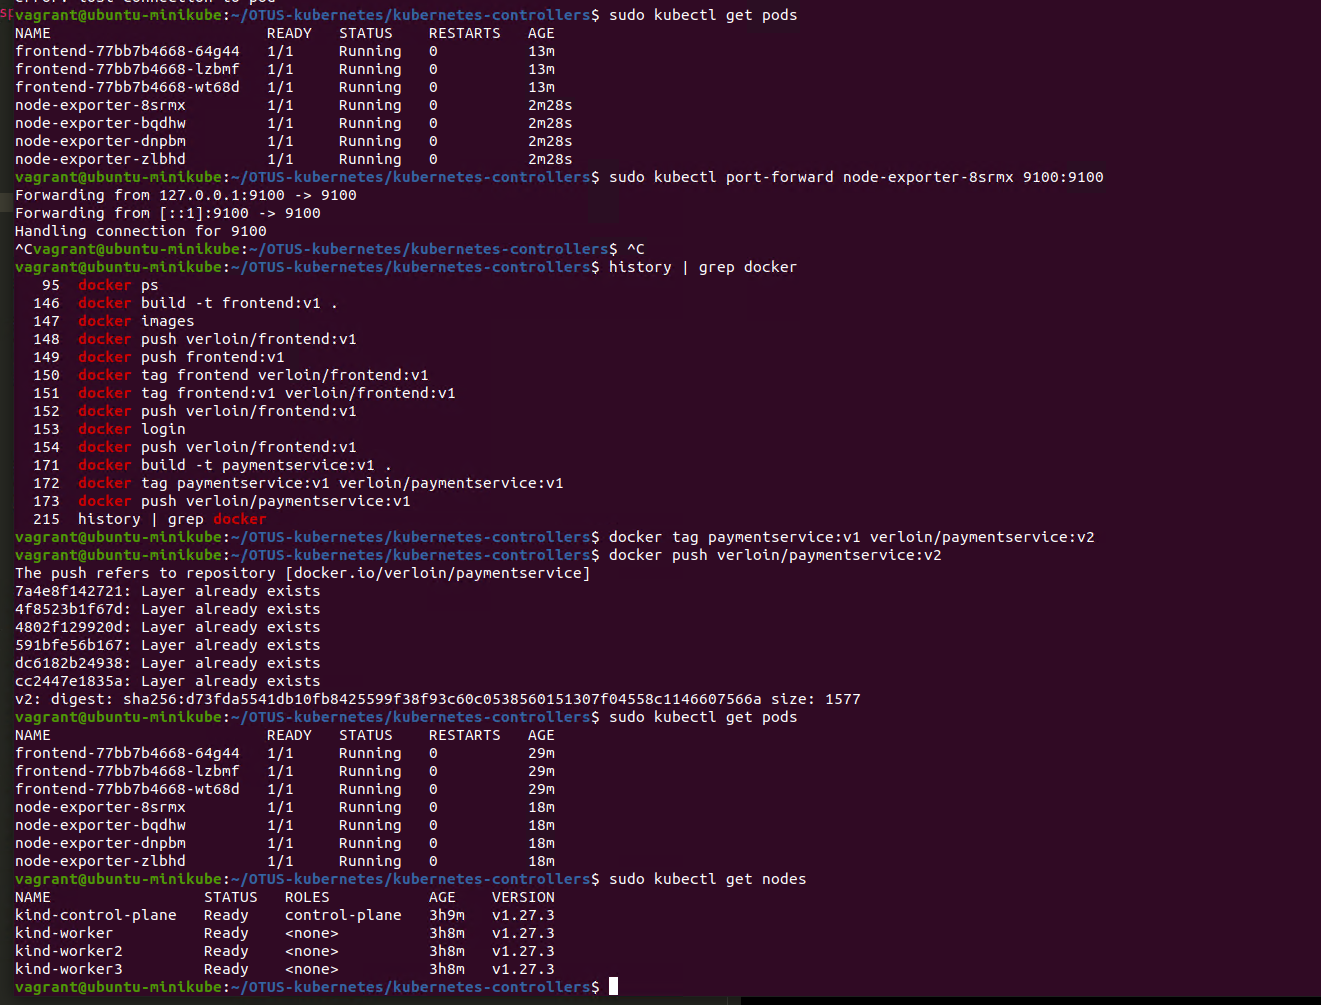 error: lost connection to pod
vagrant@ubuntu-minikube:~/OTUS-kubernetes/kubernetes-controllers$ sudo kubectl get pods
NAME                        READY   STATUS    RESTARTS   AGE
frontend-77bb7b4668-64g44   1/1     Running   0          13m
frontend-77bb7b4668-lzbmf   1/1     Running   0          13m
frontend-77bb7b4668-wt68d   1/1     Running   0          13m
node-exporter-8srmx         1/1     Running   0          2m28s
node-exporter-bqdhw         1/1     Running   0          2m28s
node-exporter-dnpbm         1/1     Running   0          2m28s
node-exporter-zlbhd         1/1     Running   0          2m28s
vagrant@ubuntu-minikube:~/OTUS-kubernetes/kubernetes-controllers$ sudo kubectl port-forward node-exporter-8srmx 9100:9100
Forwarding from 127.0.0.1:9100 -> 9100
Forwarding from [::1]:9100 -> 9100
Handling connection for 9100
^Cvagrant@ubuntu-minikube:~/OTUS-kubernetes/kubernetes-controllers$ ^C
vagrant@ubuntu-minikube:~/OTUS-kubernetes/kubernetes-controllers$ history | grep docker
   95  docker ps
  146  docker build -t frontend:v1 .
  147  docker images
  148  docker push verloin/frontend:v1
  149  docker push frontend:v1
  150  docker tag frontend verloin/frontend:v1
  151  docker tag frontend:v1 verloin/frontend:v1
  152  docker push verloin/frontend:v1
  153  docker login
  154  docker push verloin/frontend:v1
  171  docker build -t paymentservice:v1 .
  172  docker tag paymentservice:v1 verloin/paymentservice:v1
  173  docker push verloin/paymentservice:v1
  215  history | grep docker
vagrant@ubuntu-minikube:~/OTUS-kubernetes/kubernetes-controllers$ docker tag paymentservice:v1 verloin/paymentservice:v2
vagrant@ubuntu-minikube:~/OTUS-kubernetes/kubernetes-controllers$ docker push verloin/paymentservice:v2
The push refers to repository [docker.io/verloin/paymentservice]
7a4e8f142721: Layer already exists
4f8523b1f67d: Layer already exists
4802f129920d: Layer already exists
591bfe56b167: Layer already exists
dc6182b24938: Layer already exists
cc2447e1835a: Layer already exists
v2: digest: sha256:d73fda5541db10fb8425599f38f93c60c0538560151307f04558c1146607566a size: 1577
vagrant@ubuntu-minikube:~/OTUS-kubernetes/kubernetes-controllers$ sudo kubectl get pods
NAME                        READY   STATUS    RESTARTS   AGE
frontend-77bb7b4668-64g44   1/1     Running   0          29m
frontend-77bb7b4668-lzbmf   1/1     Running   0          29m
frontend-77bb7b4668-wt68d   1/1     Running   0          29m
node-exporter-8srmx         1/1     Running   0          18m
node-exporter-bqdhw         1/1     Running   0          18m
node-exporter-dnpbm         1/1     Running   0          18m
node-exporter-zlbhd         1/1     Running   0          18m
vagrant@ubuntu-minikube:~/OTUS-kubernetes/kubernetes-controllers$ sudo kubectl get nodes
NAME                 STATUS   ROLES           AGE    VERSION
kind-control-plane   Ready    control-plane   3h9m   v1.27.3
kind-worker          Ready    <none>          3h8m   v1.27.3
kind-worker2         Ready    <none>          3h8m   v1.27.3
kind-worker3         Ready    <none>          3h8m   v1.27.3
vagrant@ubuntu-minikube:~/OTUS-kubernetes/kubernetes-controllers$